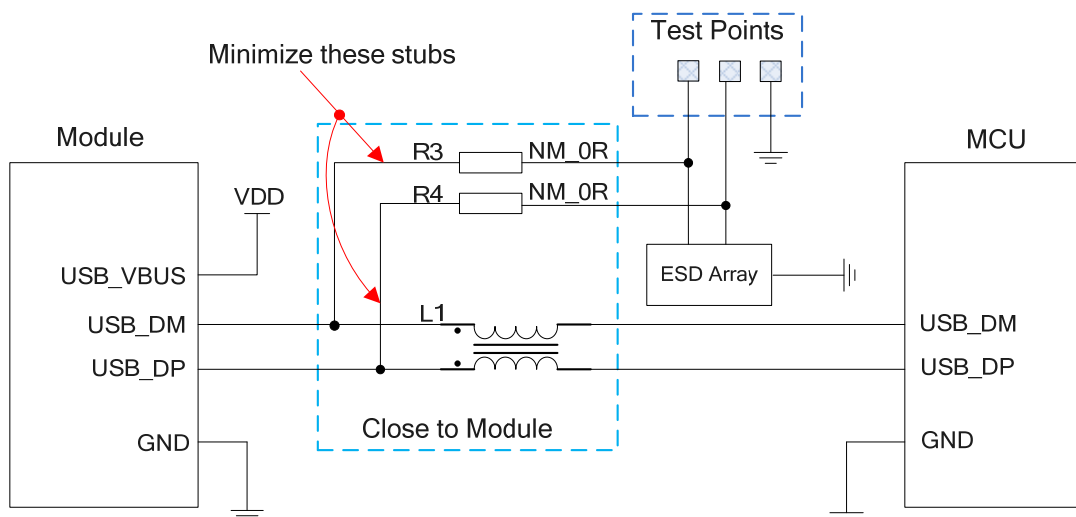 Test Points
Minimize these stubs
Module
MCU
R3
NM_0R
R4
NM_0R
VDD
USB_VBUS
ESD Array
USB_DM
L1
USB_DM
USB_DP
USB_DP
Close to Module
GND
GND